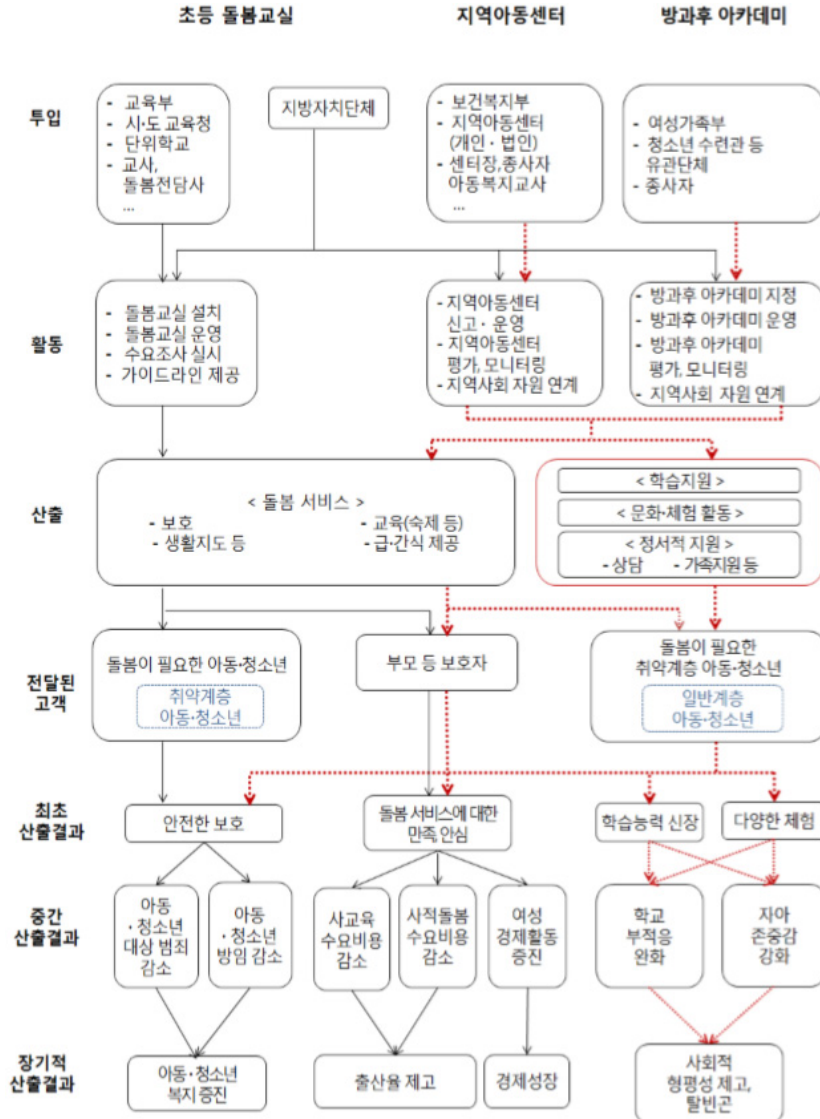 초등 돌봄교실
지역아동센터
방과후 아카데미
투입
- 교육부
- 시·도 교육청
- 단위학교
- 교사,
돌봄전담사
...
지방자치단체
- 보건복지부
- 지역아동센터
(개인· 법인)
- 센터장,종사자
아동복지교사
...
- 여성가족부
- 청소년 수련관 등
유관단체
- 종사자
활동
- 돌봄교실 설치
- 돌봄교실 운영
- 수요조사 실시
- 가이드라인 제공
- 지역아동센터
신고· 운영
- 지역아동센터
평가, 모니터링
- 지역사회 자원 연계
- 방과후 아카데미 지정
- 방과후 아카데미 운영
- 방과후 아카데미
평가, 모니터링
- 지역사회 자원 연계
산출
< 돌봄 서비스 >
- 보호
- 교육(숙제 등)
- 생활지도 등
- 급·간식 제공
< 학습지원 >
< 문화·체험 활동 >
< 정서적 지원 >
- 상담
- 가족지원 등
전달된
고객
돌봄이 필요한 아동·청소년
취약계층
아동·청소년
부모 등 보호자
돌봄이 필요한
취약계층 아동·청소년
일반계층
아동·청소년
최초
산출결과
안전한 보호
돌봄 서비스에 대한
만족, 안심
학습능력 신장
다양한 체험
중간
산출결과
아동
·청소년
대상 범죄
감소
아동
·청소년
방임 감소
사교육
수요비용
감소
사적돌봄
수요비용
감소
여성
경제활동
증진
학교
부적응
완화
자아
존중감
강화
장기적
산출결과
아동·청소년
복지 증진
출산율 제고
경제성장
사회적
형평성 제고,
탈빈곤